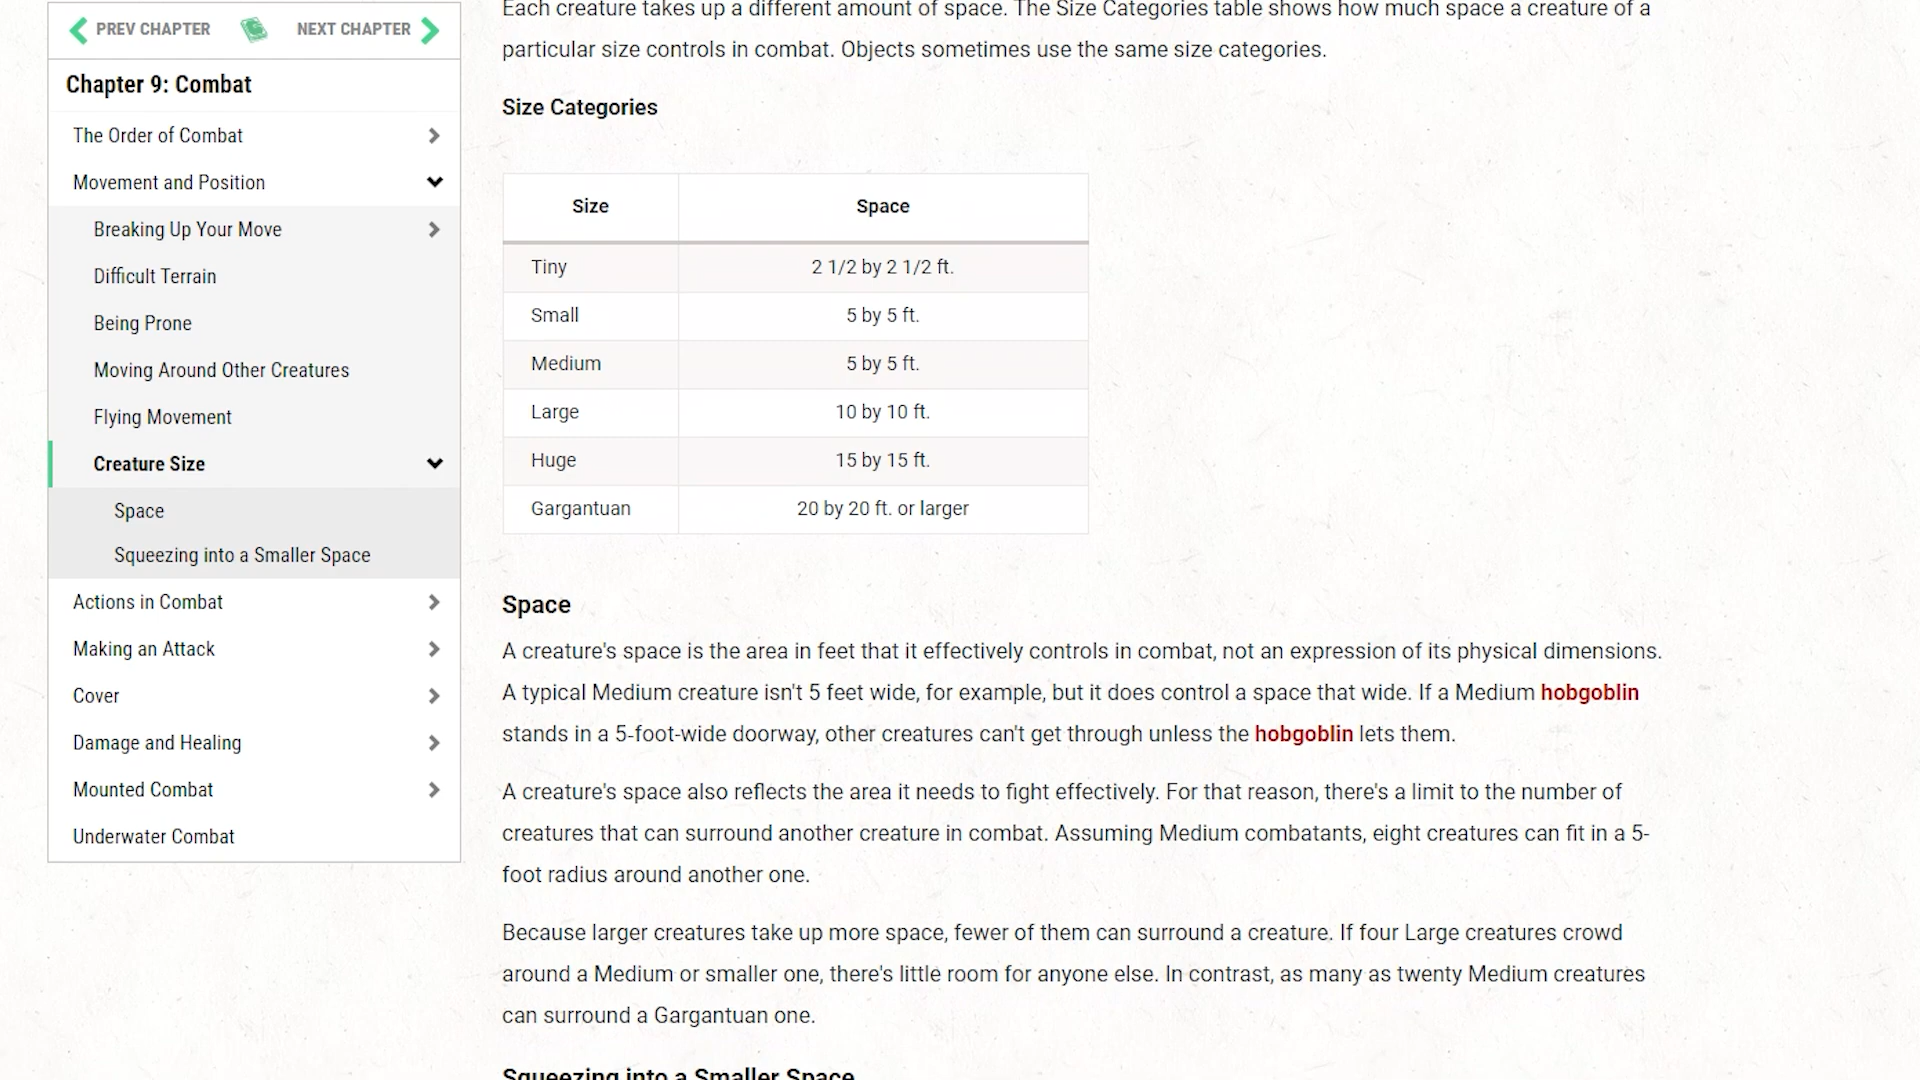 PREV CHAPTER
NEXT CHAPTER
Chapter 9: Combat
The Order of Combat
Movement and Position
Breaking Up Your Move
Difficult Terrain
Being Prone
Moving Around Other Creatures
Flying Movement
Creature Size
Space
Squeezing into a Smaller Space
Actions in Combat
Making an Attack
Cover
Damage and Healing
Mounted Combat
Underwater Combat
Each creature takes up a different amount of space. The Size Categories table shows how much space a creature of a
particular size controls in combat. Objects sometimes use the same size categories.
Size Categories
Size Space
Tiny 2 1/2 by 2 1/2 ft.
Small 5 by 5 ft.
Medium 5 by 5 ft.
Large 10 by 10 ft.
Huge 15 by 15 ft.
Gargantuan 20 by 20 ft. or larger
Space
A creature's space is the area in feet that it effectively controls in combat, not an expression of its physical dimensions.
A typical Medium creature isn't 5 feet wide, for example, but it does control a space that wide. If a Medium hobgoblin
stands in a 5-foot-wide doorway, other creatures can't get through unless the hobgoblin lets them.
A creature's space also reflects the area it needs to fight effectively. For that reason, there's a limit to the number of
creatures that can surround another creature in combat. Assuming Medium combatants, eight creatures can fit in a 5-
foot radius around another one.
Because larger creatures take up more space, fewer of them can surround a creature. If four Large creatures crowd
around a Medium or smaller one, there's little room for anyone else. In contrast, as many as twenty Medium creatures
can surround a Gargantuan one.
Squeezing into a Smaller Space